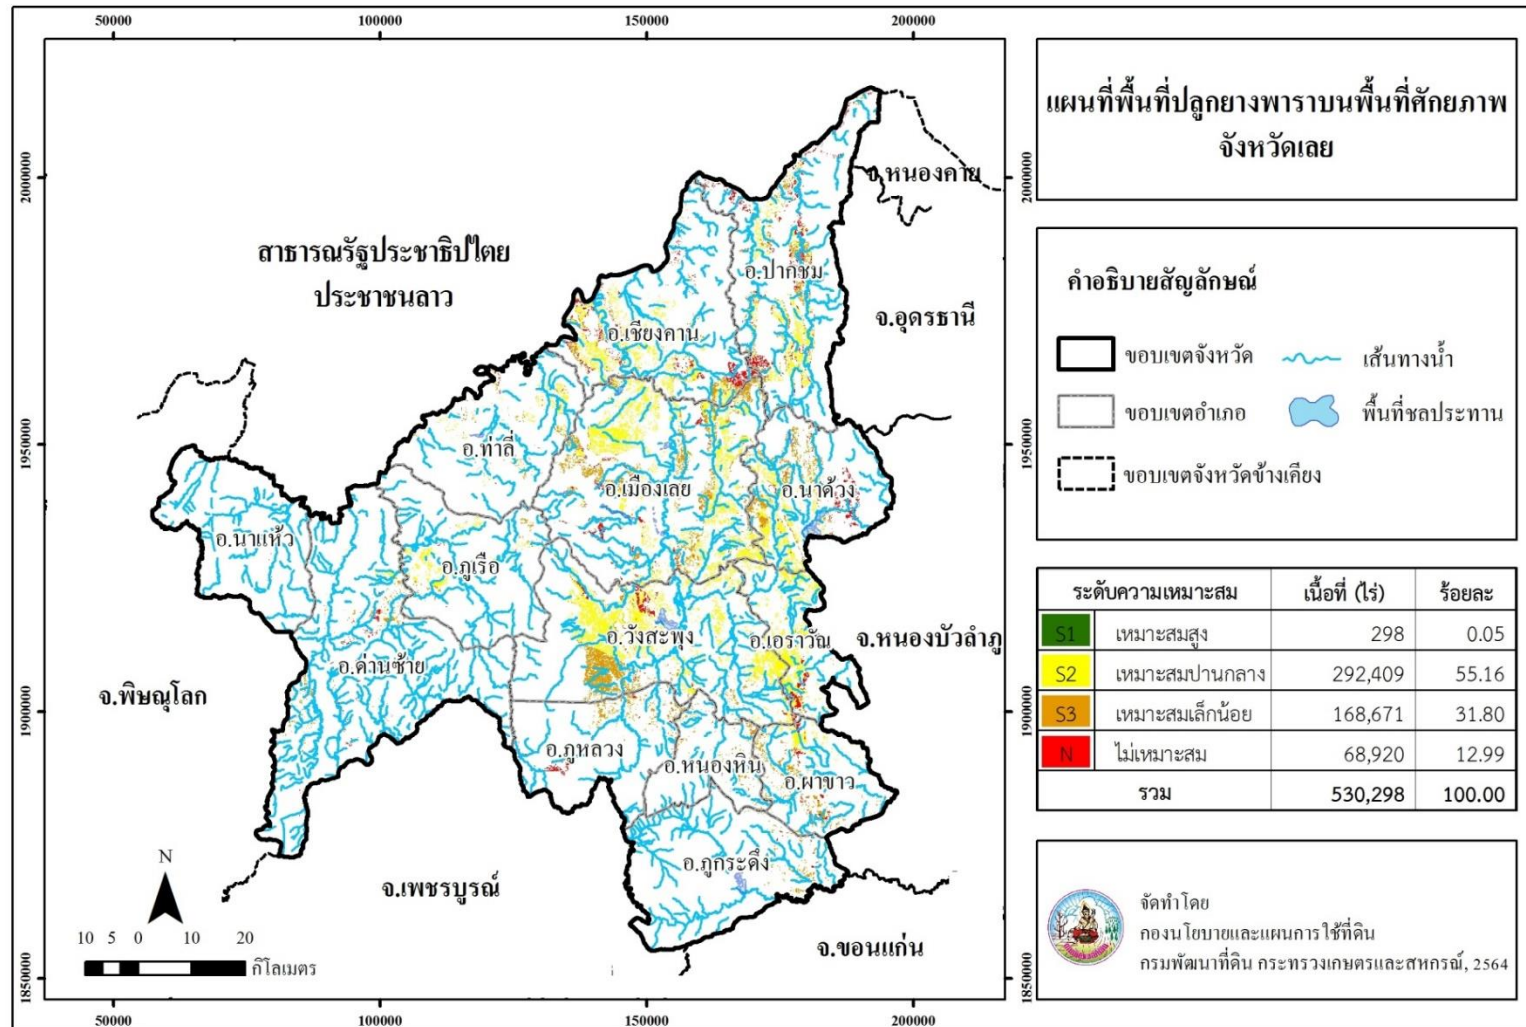 50000 100000 150000 200000
แผนที่พื้นที่ปลูกยางพาราบนพื้นที่ศักยภาพ
จังหวัดเลย
2000000 2000000
จ.หนองคาย
สาธารณรัฐประชาธิปไตย
ประชาชนลาว
อ.ปากชม
จ.อุดรธานี
อ.เชียงคาน
คำอธิบายสัญลักษณ์
ขอบเขตจังหวัด เส้นทางน้ำ
ขอบเขตอำเภอ พื้นที่ชลประทาน
ขอบเขตจังหวัดข้างเคียง
1950000 1950000
อ.ท่าลี่
อ.เมืองเลย
อ.นาด้วง
อ.นาแห้ว
อ.ภูเรือ
อ.วังสะพุง
อ.เอราวัณ
จ.หนองบัวลำภู
อ.ด่านซ้าย
จ.พิษณุโลก
1900000 1900000
อ.ภูหลวง
อ.หนองหิน
อ.ผาขาว
อ.ภูกระดึง
จ.เพชรบูรณ์
จ.ขอนแก่น
ระดับความเหมาะสม เนื้อที่ (ไร่) ร้อยละ
S1 เหมาะสมสูง 298 0.05
S2 เหมาะสมปานกลาง 292,409 55.16
S3 เหมาะสมเล็กน้อย 168,671 31.80
N ไม่เหมาะสม 68,920 12.99
รวม 530,298 100.00
N
10 5 0 10 20
กิโลเมตร
1850000 1850000
50000 100000 150000 200000
จัดทำโดย
กองนโยบายและแผนการใช้ที่ดิน
กรมพัฒนาที่ดิน กระทรวงเกษตรและสหกรณ์, 2564